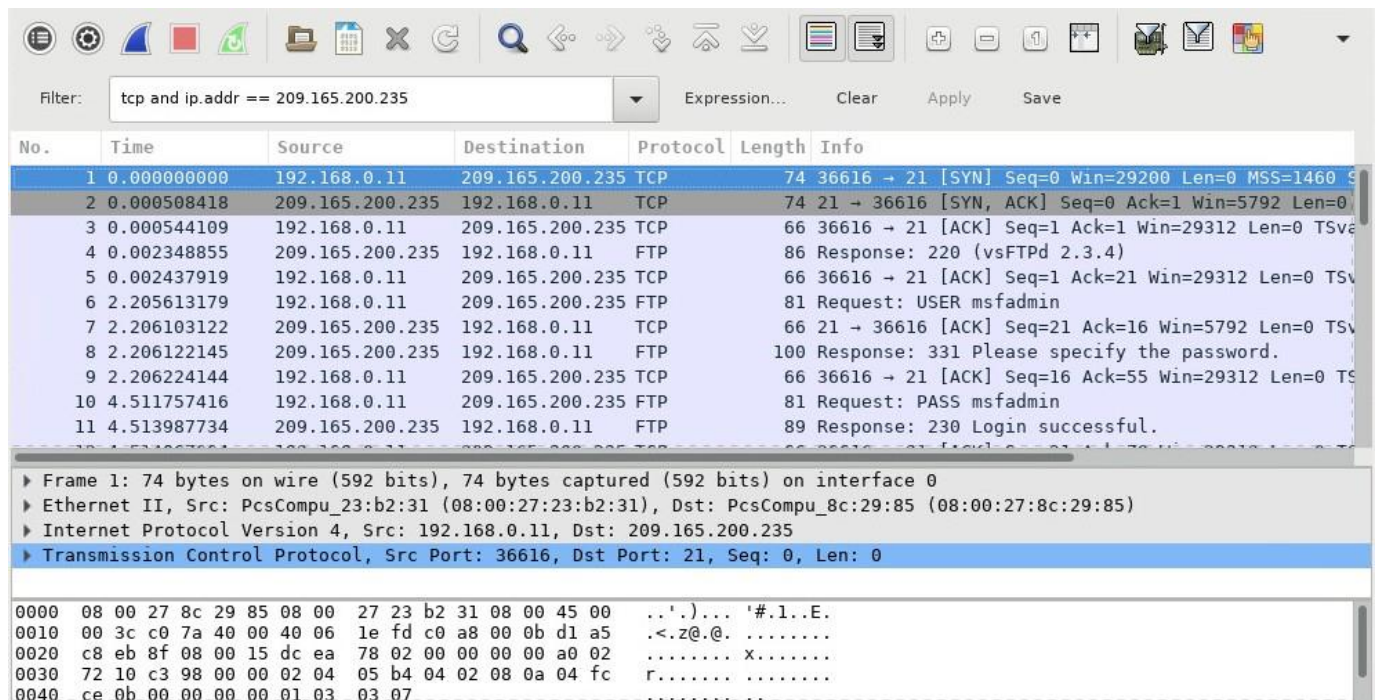 Filter: tcp and ip.addr == 209.165.200.235 Expression... Clear Apply Save
No. Time Source Destination Protocol Length Info
1 0.000000000 192.168.0.11 209.165.200.235 TCP 74 36616 → 21 [SYN] Seq=0 Win=29200 Len=0 MSS=1460 S
2 0.000508418 209.165.200.235 192.168.0.11 TCP 74 21 → 36616 [SYN, ACK] Seq=0 Ack=1 Win=5792 Len=0
3 0.000544109 192.168.0.11 209.165.200.235 TCP 66 36616 → 21 [ACK] Seq=1 Ack=1 Win=29312 Len=0 TSva
4 0.002348855 209.165.200.235 192.168.0.11 FTP 86 Response: 220 (vsFTPd 2.3.4)
5 0.002437919 192.168.0.11 209.165.200.235 TCP 66 36616 → 21 [ACK] Seq=1 Ack=21 Win=29312 Len=0 TSv
6 2.205613179 192.168.0.11 209.165.200.235 FTP 81 Request: USER msfadmin
7 2.206103122 209.165.200.235 192.168.0.11 TCP 66 21 → 36616 [ACK] Seq=21 Ack=16 Win=5792 Len=0 TSv
8 2.206122145 209.165.200.235 192.168.0.11 FTP 100 Response: 331 Please specify the password.
9 2.206224144 192.168.0.11 209.165.200.235 TCP 66 36616 → 21 [ACK] Seq=16 Ack=55 Win=29312 Len=0 TS
10 4.511757416 192.168.0.11 209.165.200.235 FTP 81 Request: PASS msfadmin
11 4.513987734 209.165.200.235 192.168.0.11 FTP 89 Response: 230 Login successful.
Frame 1: 74 bytes on wire (592 bits), 74 bytes captured (592 bits) on interface 0
Ethernet II, Src: PcsCompu_23:b2:31 (08:00:27:23:b2:31), Dst: PcsCompu_8c:29:85 (08:00:27:8c:29:85)
Internet Protocol Version 4, Src: 192.168.0.11, Dst: 209.165.200.235
Transmission Control Protocol, Src Port: 36616, Dst Port: 21, Seq: 0, Len: 0
0000 08 00 27 8c 29 85 08 00 27 23 b2 31 08 00 45 00 ..'.)... '#.1..E.
0010 00 3c c0 7a 40 00 40 06 1e fd c0 a8 00 0b d1 a5 .<.z@.@. ........
0020 c8 eb 8f 08 00 15 dc ea 78 02 00 00 00 00 a0 02 ........ x.......
0030 72 10 c3 98 00 00 02 04 05 b4 04 02 08 0a 04 fc r....... ........
0040 ce 0b 00 00 00 00 01 03 03 07 ........ ..